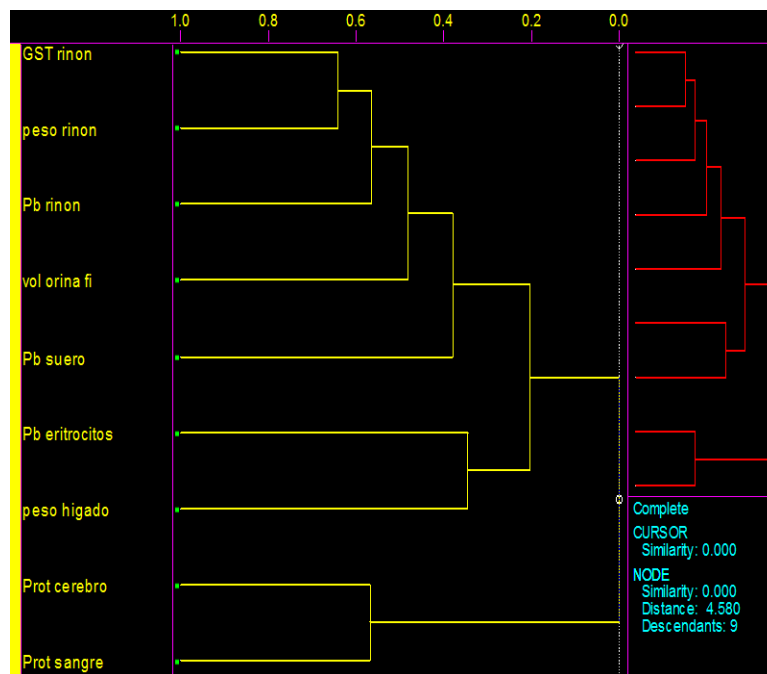 1.0 0.8 0.6 0.4 0.2 0.0
GST rinon
peso rinon
Pb rinon
vol orina fi
Pb suero
Pb eritrocitos
peso higado
Prot cerebro
Prot sangre
Complete
CURSOR
Similarity: 0.000
NODE
Similarity: 0.000
Distance: 4.580
Descendants: 9